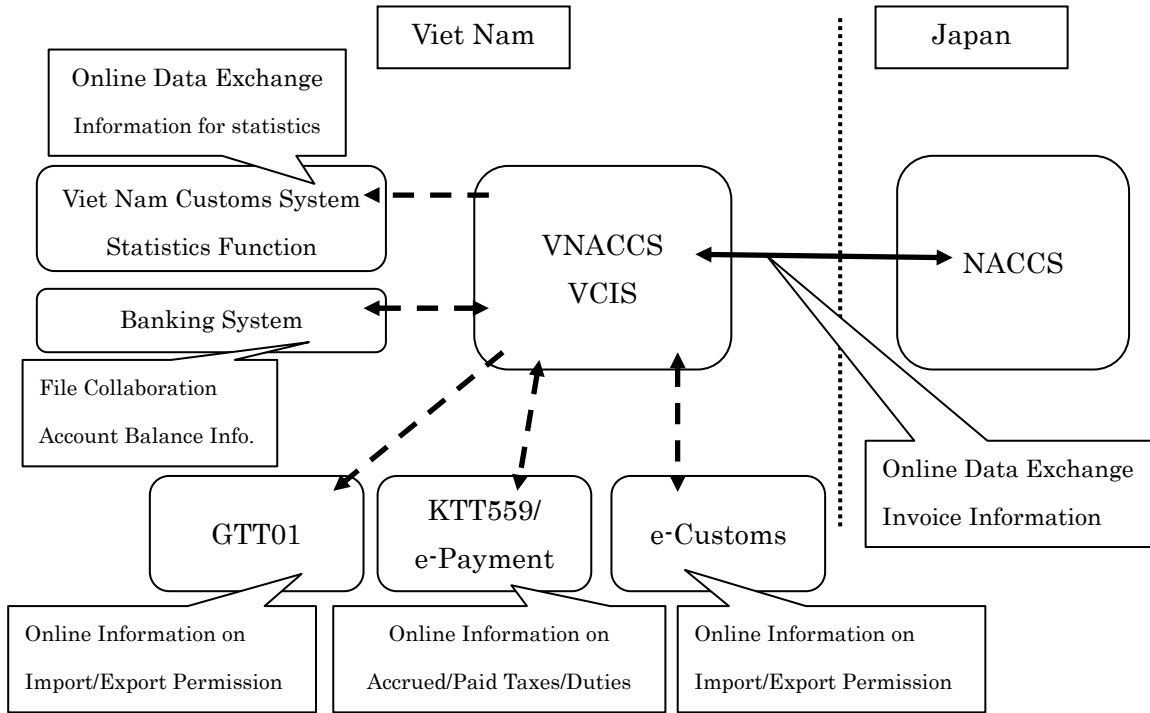 Viet Nam
Japan
Online Data Exchange
Information for statistics
Viet Nam Customs System
Statistics Function
VNACCS
VCIS
NACCS
Banking System
File Collaboration
Account Balance Info.
Online Data Exchange
Invoice Information
GTT01
KTT559/
e-Payment
e-Customs
Online Information on
Import/Export Permission
Online Information on
Accrued/Paid Taxes/Duties
Online Information on
Import/Export Permission